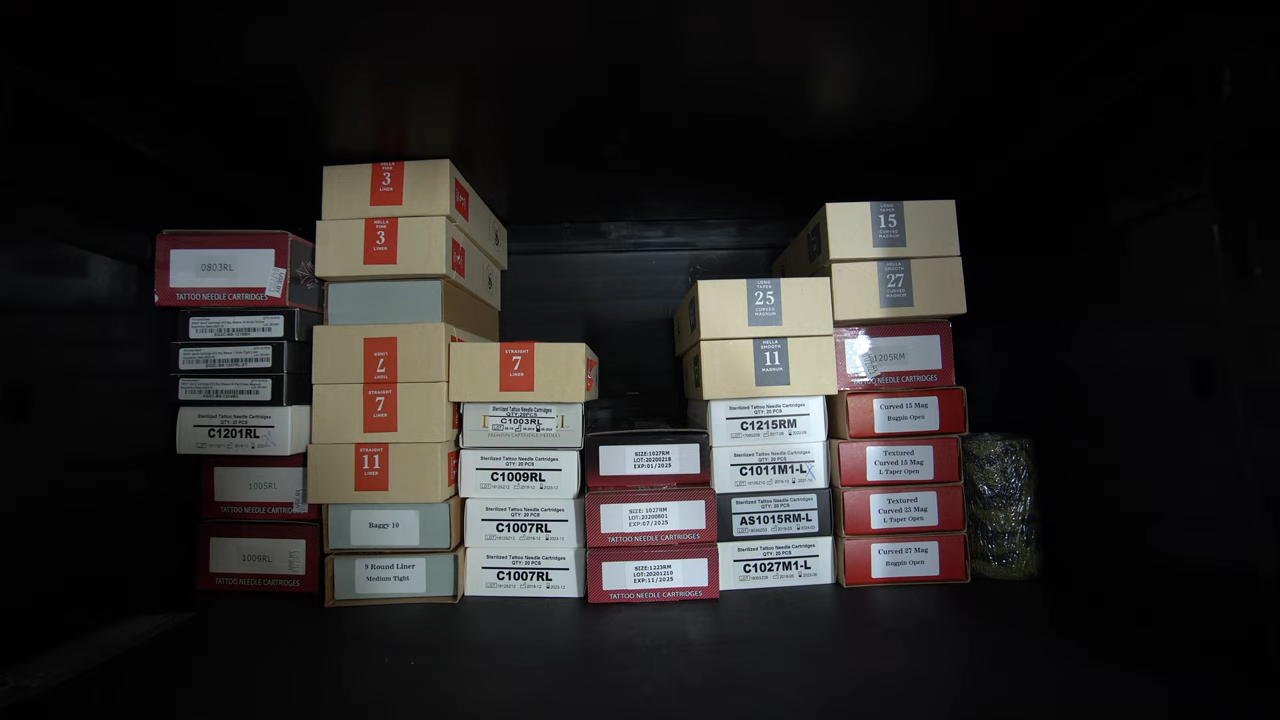 0803RL
TATTOO NEEDLE CARTRIDGES
Sterilized Tattoo Needle Cartridges
QTY: 20 PCS
C1201RL
1005RL
TATTOO NEEDLE CARTRIDG
1009RL
TATTOO NEEDLE CARTRIDGES
HELLA
FINE
3
LINER
HELLA
FINE
3
LINER
7
TIGHT
STRAIGHT
7
LINER
STRAIGHT
11
LINER
Baggy 10
9 Round Liner
Medium Tight
STRAIGHT
7
LINER
Sterilized Tattoo Needle Cartridges
QTY:20PCS
C1003RL
PREMIUM CARTRIDGE NEEDLES
Sterilized Tattoo Needle Cartridges
QTY: 20 PCS
C1009RL
Sterilized Tattoo Needle Cartridges
QTY: 20 PCS
C1007RL
Sterilized Tattoo Needle Cartridges
QTY: 20 PCS
C1007RL
SIZE:1027RM
LOT:20200218
EXP:01/2025
SIZE: 1027RM
LOT:20200801
EXP:07/2025
TATTOO NEEDLE CARTRIDGES
SIZE:1223RM
LOT:20201210
EXP:11/2025
TATTOO NEEDLE CARTRIDGES
LONG
TAPER
25
CURVED
MAGNUM
HELLA
SMOOTH
11
MAGNUM
Sterilized Tattoo Needle Cartridges
QTY: 20 PCS
C1215RM
Sterilized Tattoo Needle Cartridges
QTY: 20 PCS
C1011M1-L
Sterilized Tattoo Needle Cartridges
QTY: 20 PCS
AS1015RM-L
Sterilized Tattoo Needle Cartridges
QTY: 20 PCS
C1027M1-L
LONG
TAPER
15
CURVED
MAGNUM
HELLA
SMOOTH
27
CURVED
MAGNUM
1205RM
TATTOO NEEDLE CARTRIDGES
Curved 15 Mag
Bugpin Open
Textured
Curved 15 Mag
L Taper Open
Textured
Curved 23 Mag
L Taper Open
Curved 27 Mag
Bugpin Open